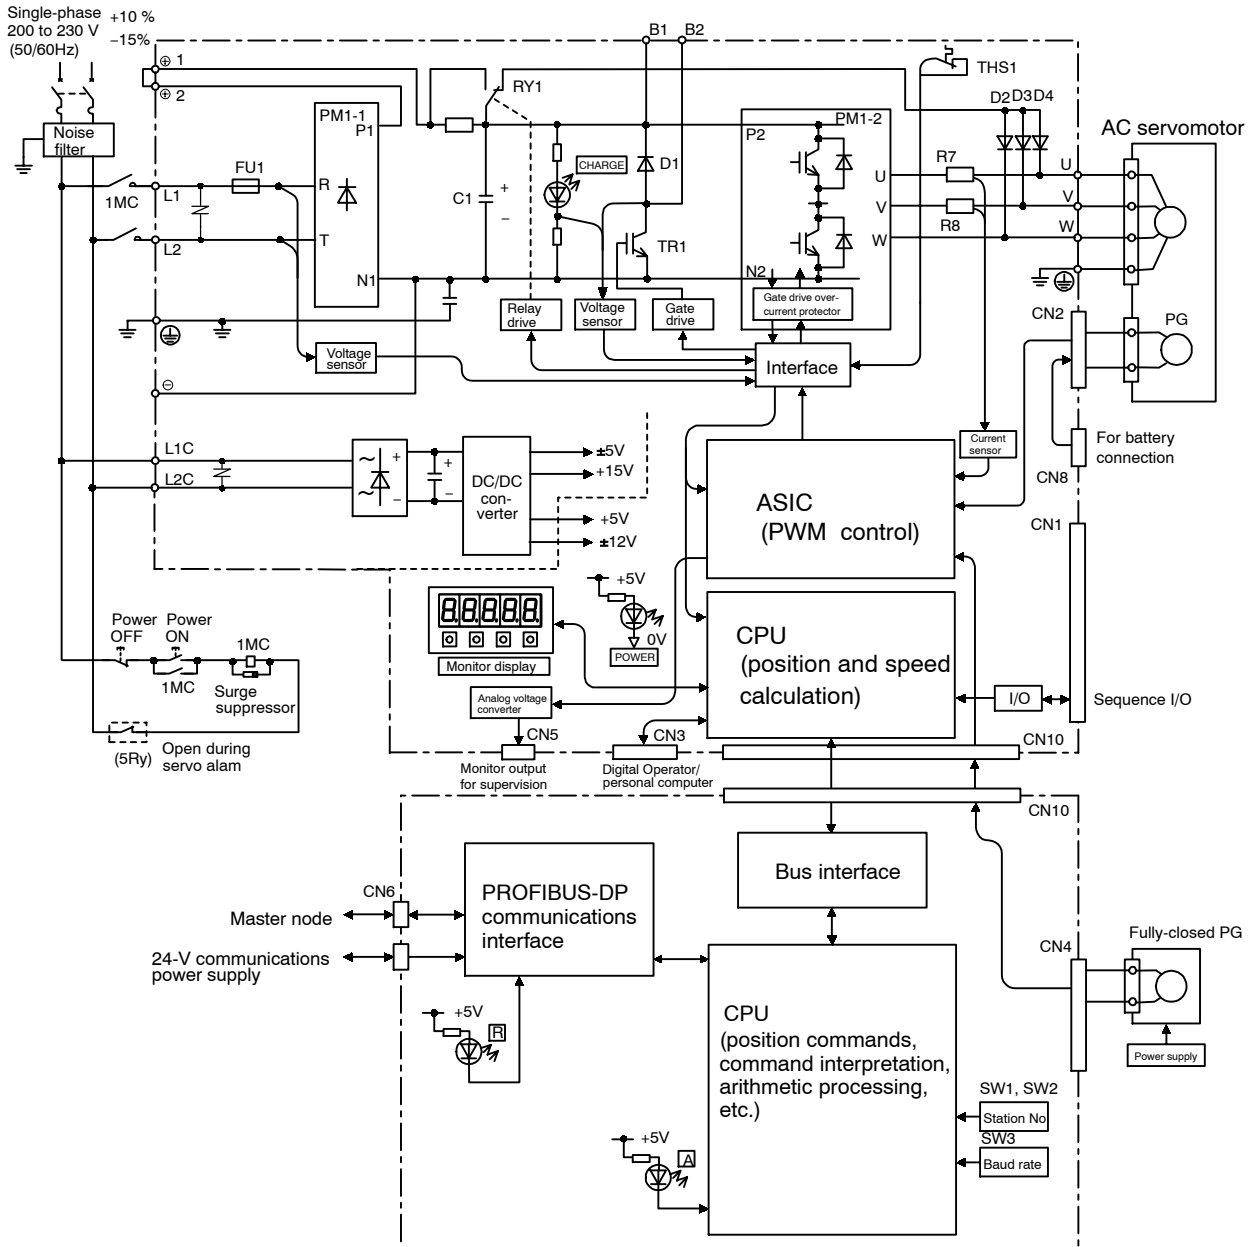 Single-phase
200 to 230 V
(50/60Hz)
+10 %
−15%
B1 B2
⊕ 1
⊕ 2
RY1
THS1
D2D3D4
Noise
filter
PM1-1
P1
P2
PM1-2
AC servomotor
FU1
R
CHARGE
D1
R7
U
U
1MC
L1
C1
+
−
V
V
R8
L2
T
TR1
W
W
N1
N2
Relay
drive
Voltage
sensor
Gate
drive
Gate drive over-
current protector
CN2
PG
Voltage
sensor
Interface
⊖
L1C
L2C
~
~
+
−
+
−
DC/DC
con-
verter
±5V
+15V
+5V
±12V
Current
sensor
For battery
connection
CN8
ASIC
(PWM control)
CN1
+5V
0V
POWER
88888
Monitor display
CPU
(position and speed
calculation)
Power
OFF
Power
ON
1MC
1MC
Surge
suppressor
Analog voltage
converter
I/O
Sequence I/O
(5Ry)
Open during
servo alam
CN5
CN3
CN10
Monitor output
for supervision
Digital Operator/
personal computer
CN10
Bus interface
CN6
Master node
24-V communications
power supply
PROFIBUS-DP
communications
interface
CN4
Fully-closed PG
+5V
R
CPU
(position commands,
command interpretation,
arithmetic processing,
etc.)
Power supply
SW1, SW2
Station No
SW3
Baud rate
+5V
A